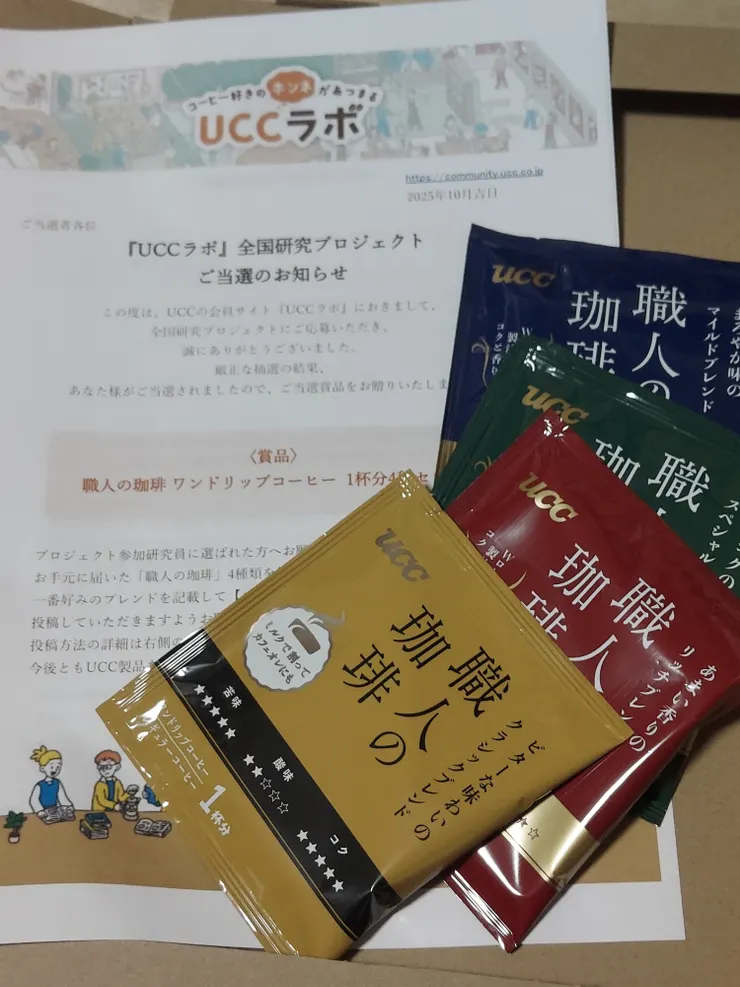 コーヒー好きのホンネがあつまる
UCCラボ
https://community.ucc.co.jp
2025年10月吉日
ご当選者各位
『UCCラボ』全国研究プロジェクト
ご当選のお知らせ
この度は、UCCの会員サイト『UCCラボ』におきまして、
全国研究プロジェクトにご応募いただき、
誠にありがとうございました。
厳正な抽選の結果、
あなた様がご当選されましたので、ご当選賞品をお贈りいたしま
〈賞品〉
職人の珈琲 ワンドリップコーヒー 1杯分4
プロジェクト参加研究員に選ばれた方へお願
お手元に届いた「職人の珈琲」4種類を
一番好みのブレンドを記載して【
投稿していただきますようお
投稿方法の詳細は右側の
今後ともUCC製品
ucc
職人の
珈琲
まろやか味の
マイルドブレンド
コクと香り
ucc
職
珈
スペシャル
ucc
職人
珈琲
あまい香りの
リッチブレン
ucc
職人の
珈琲
ビターな味わいの
クラシックブレンド
ミルクで割って
カフェオレにも
苦味
★★★★★
酸味
★★☆☆☆
コク
★★★★★
ワンドリップコーヒー
レギュラーコーヒー
1杯分